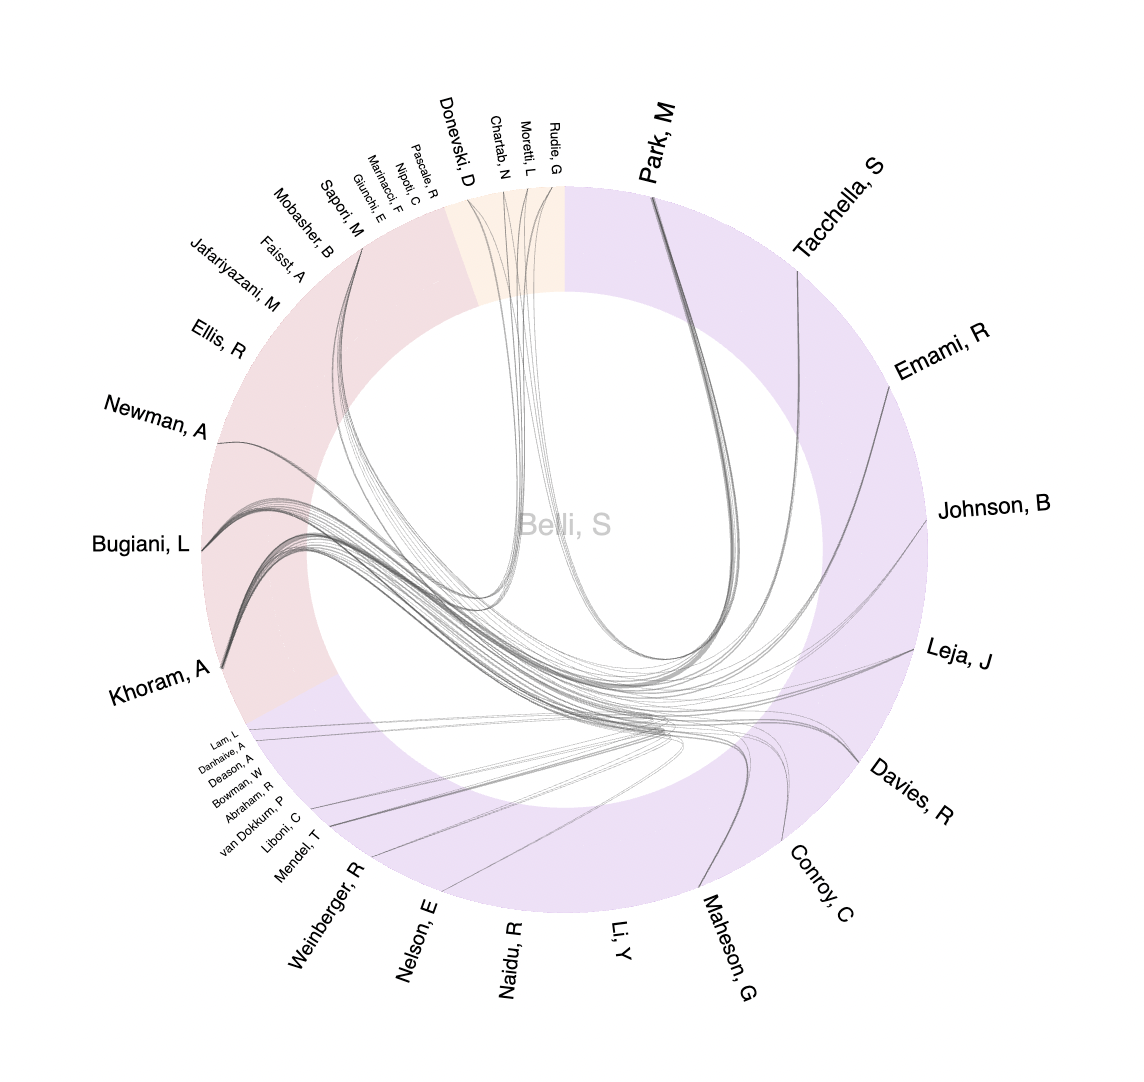 Park, M
Tacchella, S
Emami, R
Johnson, B
Leja, J
Davies, R
Conroy, C
Maheson, G
Li, Y
Naidu, R
Nelson, E
Weinberger, R
Mendel, T
Liboni, C
van Dokkum, P
Abraham, R
Bowman, W
Deason, A
Danhaive, A
Lam, L
Khoram, A
Bugiani, L
Newman, A
Ellis, R
Jafariyazani, M
Faisst, A
Mobasher, B
Sapori, M
Giunchi, E
Marinacci, F
Nipoti, C
Pascale, R
Donevski, D
Chartab, N
Moretti, L
Rudie, G
Belli, S